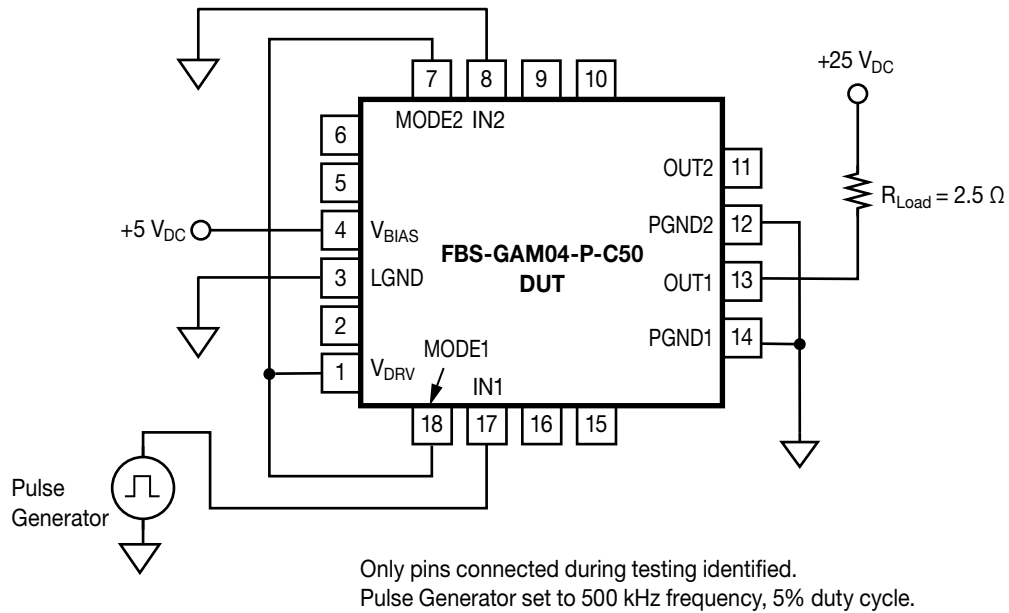 7 8 9 10
MODE2 IN2
+25 V_DC
6
5
OUT2 11
R_Load = 2.5 Ω
+5 V_DC 4 V_BIAS
PGND2 12
FBS-GAM04-P-C50
DUT
3 LGND
OUT1 13
2
MODE1
PGND1 14
1 V_DRV
IN1
18 17 16 15
Pulse
Generator
Only pins connected during testing identified.
Pulse Generator set to 500 kHz frequency, 5% duty cycle.